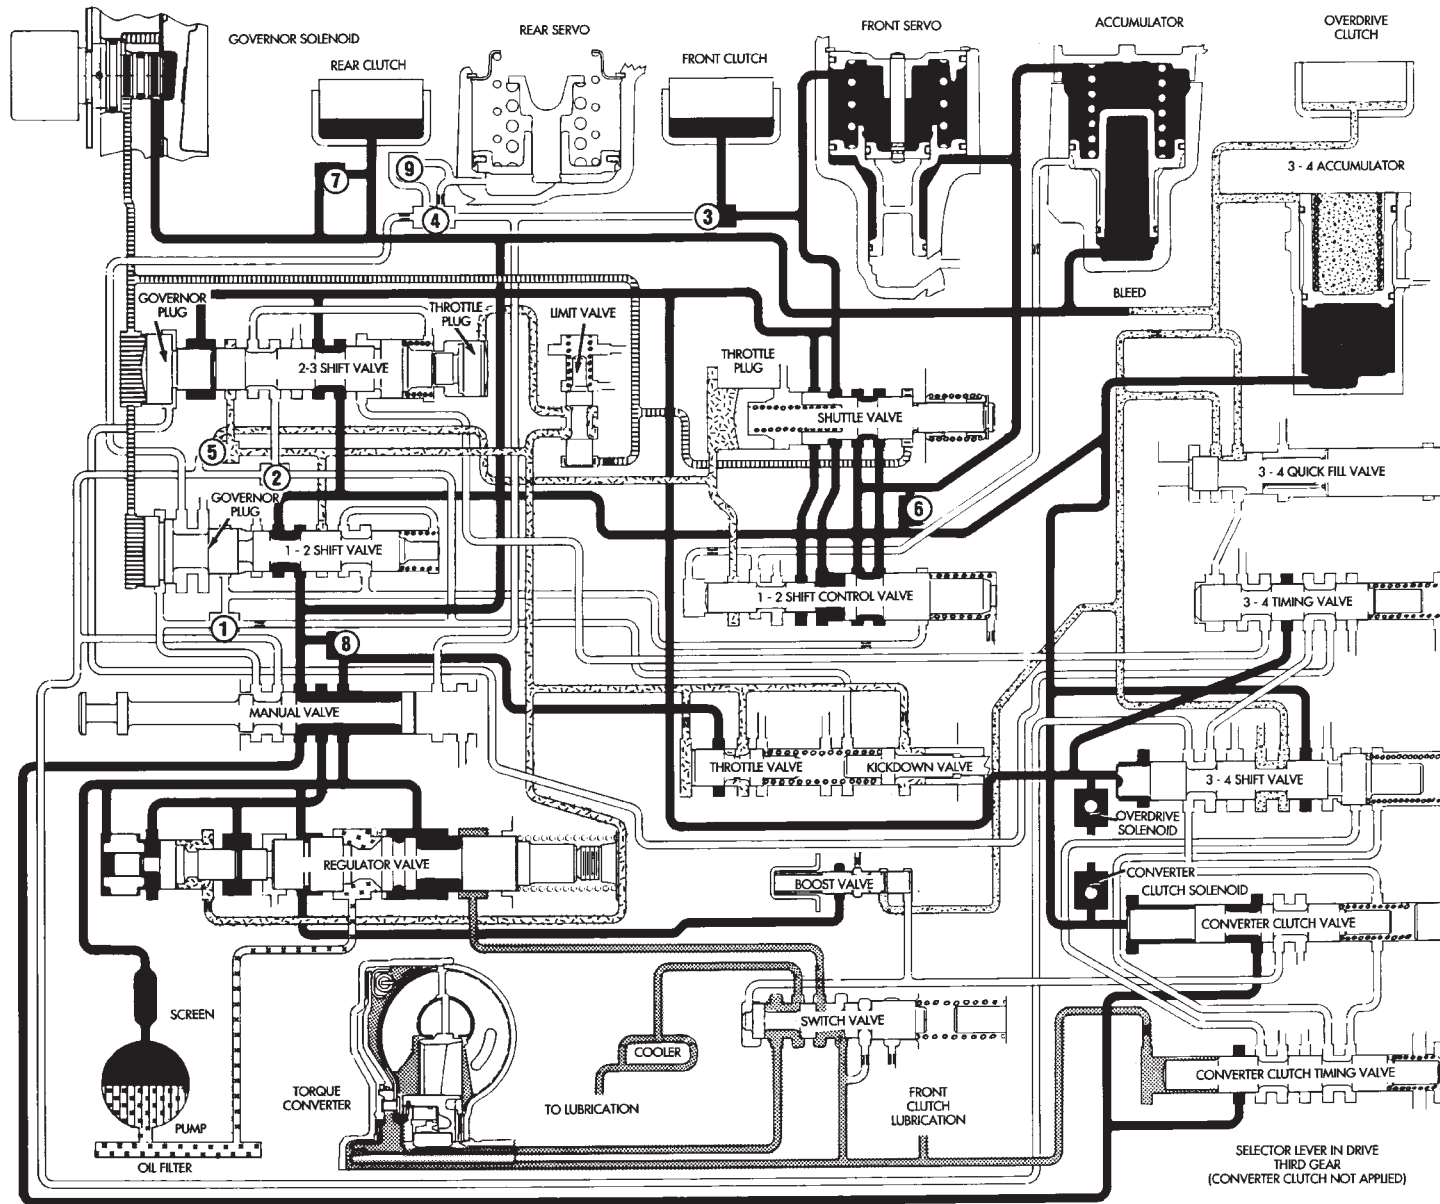 GOVERNOR SOLENOID
REAR CLUTCH
REAR SERVO
FRONT CLUTCH
FRONT SERVO
ACCUMULATOR
OVERDRIVE
CLUTCH
7
9
4
3
3 - 4 ACCUMULATOR
BLEED
GOVERNOR
PLUG
THROTTLE
PLUG
LIMIT VALVE
2-3 SHIFT VALVE
THROTTLE
PLUG
SHUTTLE VALVE
5
2
GOVERNOR
PLUG
6
3 - 4 QUICK FILL VALVE
1 - 2 SHIFT VALVE
1 - 2 SHIFT CONTROL VALVE
3 - 4 TIMING VALVE
1
8
MANUAL VALVE
THROTTLE VALVE
KICKDOWN VALVE
3 - 4 SHIFT VALVE
OVERDRIVE
SOLENOID
REGULATOR VALVE
BOOST VALVE
CONVERTER
CLUTCH SOLENOID
CONVERTER CLUTCH VALVE
SCREEN
SWITCH VALVE
COOLER
CONVERTER CLUTCH TIMING VALVE
TORQUE
CONVERTER
TO LUBRICATION
FRONT
CLUTCH
LUBRICATION
PUMP
OIL FILTER
SELECTOR LEVER IN DRIVE
THIRD GEAR
(CONVERTER CLUTCH NOT APPLIED)